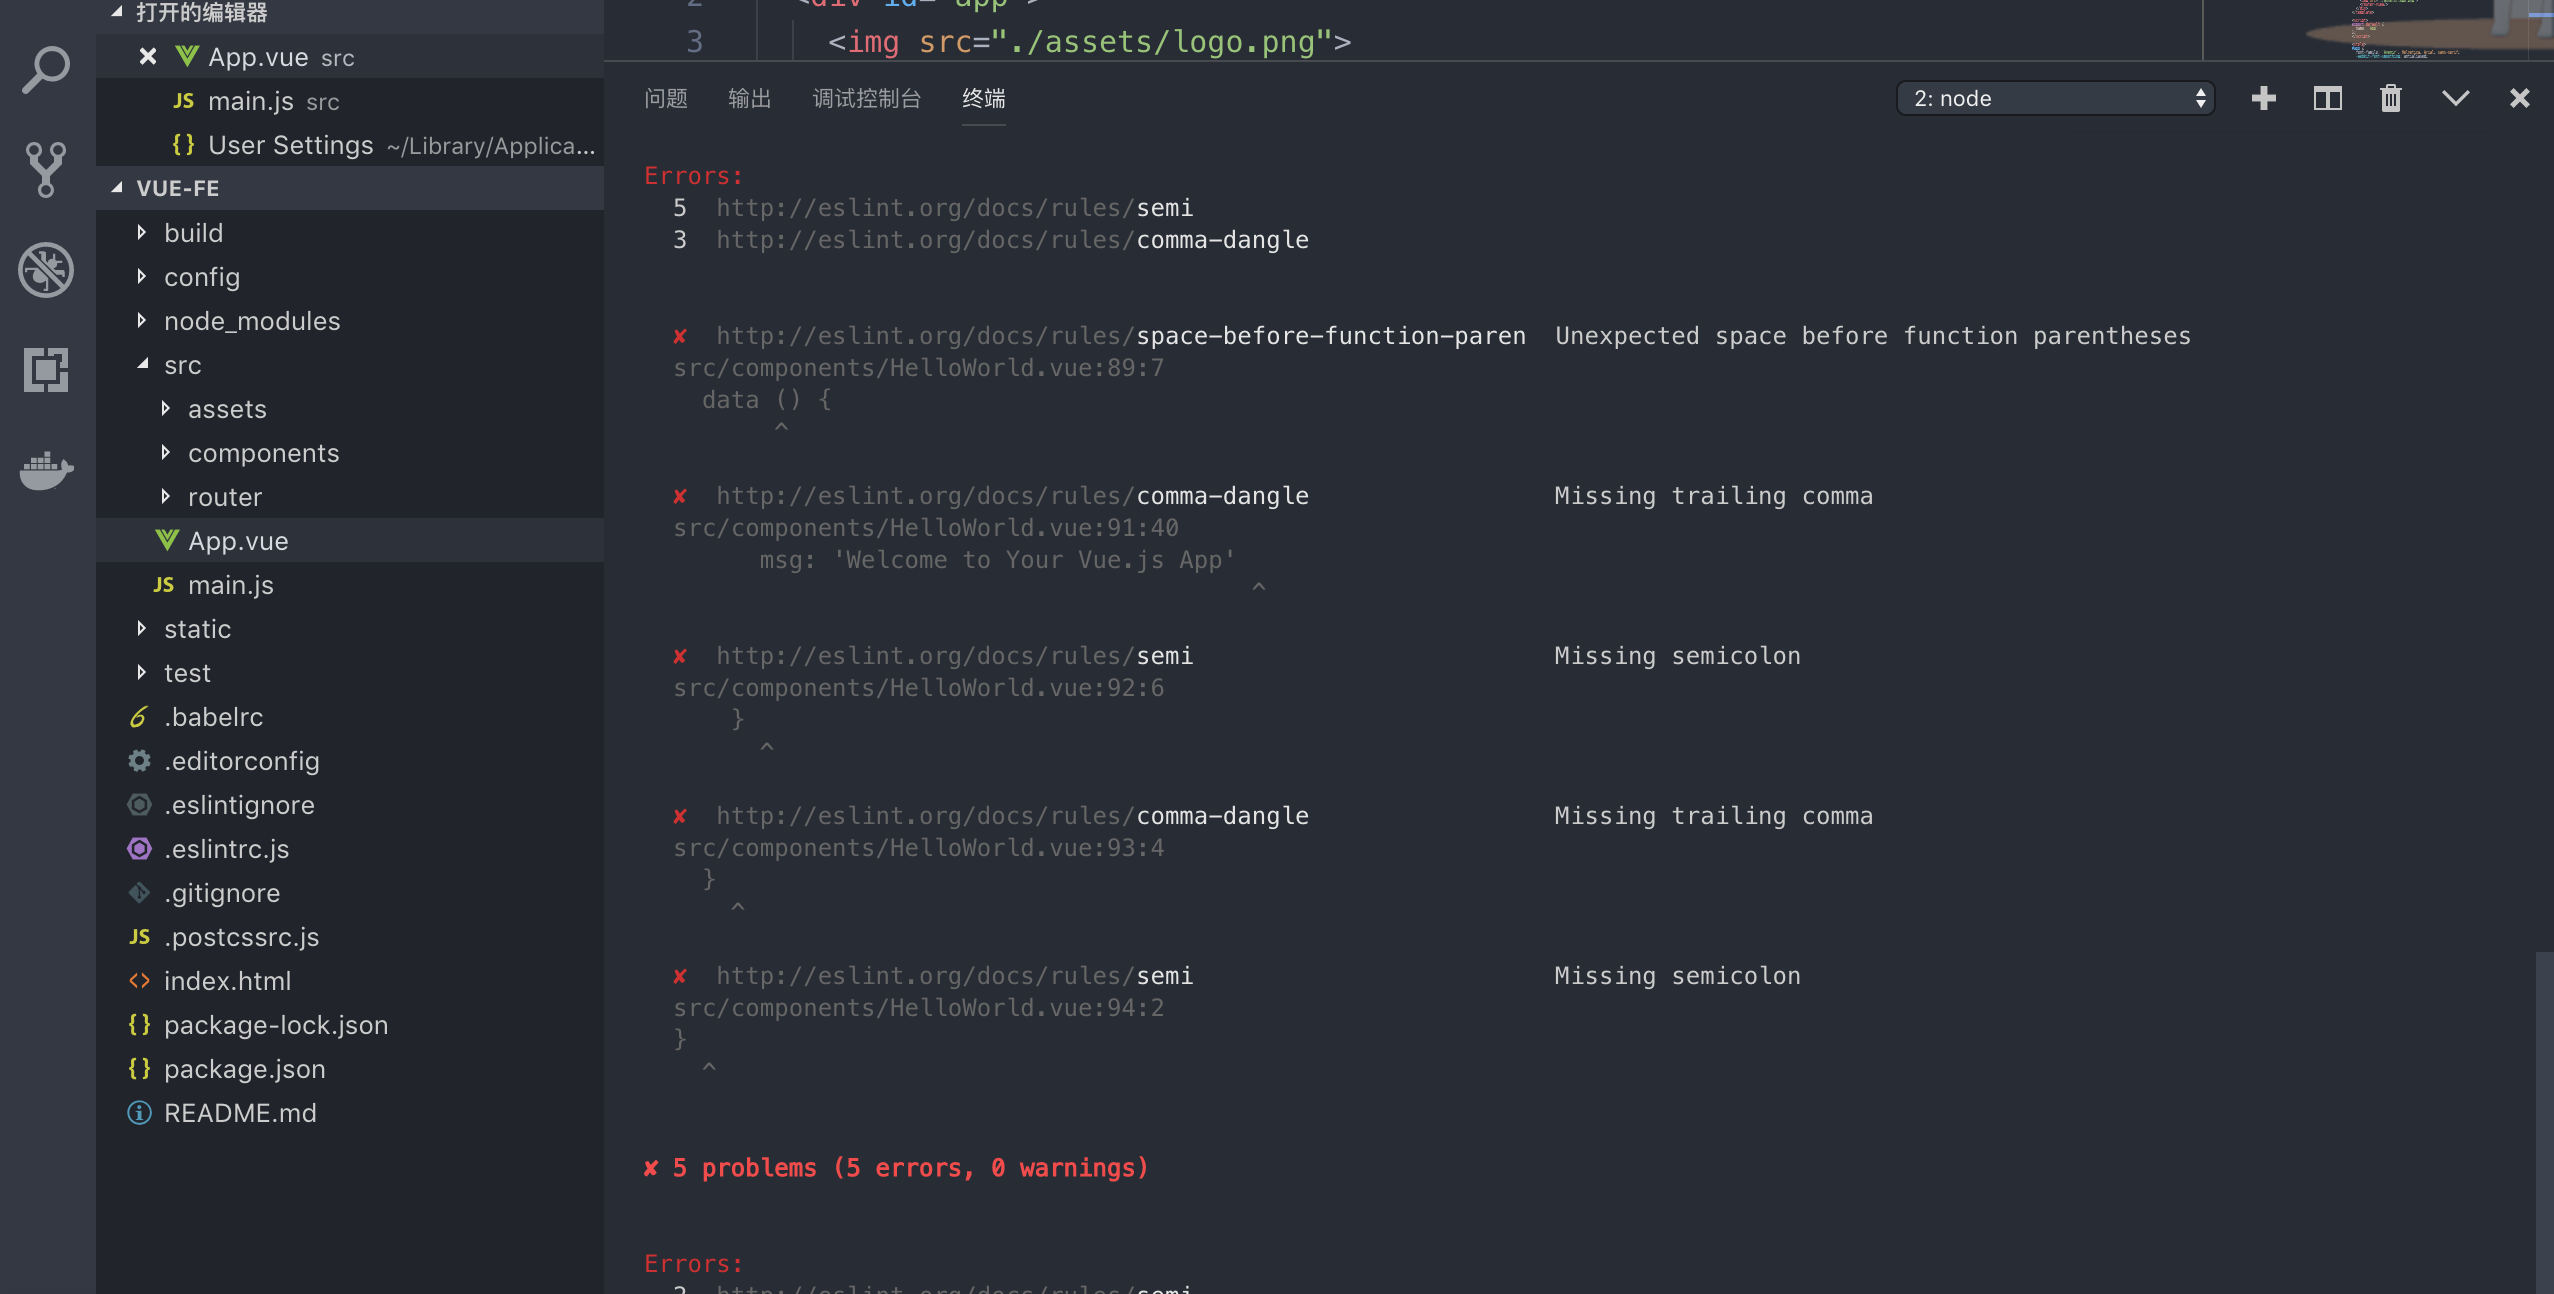 打开的编辑器
App.vue src
main.js src
{} User Settings ~/Library/Applica...
VUE-FE
build
config
node_modules
src
assets
components
router
App.vue
JS main.js
static
test
.babelrc
.editorconfig
.eslintignore
.eslintrc.js
.gitignore
JS .postcssrc.js
<> index.html
{} package-lock.json
{} package.json
README.md
2 <div id="app">
3 <img src="./assets/logo.png">
问题 输出 调试控制台 终端
2: node
Errors:
5 http://eslint.org/docs/rules/semi
3 http://eslint.org/docs/rules/comma-dangle
✘ http://eslint.org/docs/rules/space-before-function-paren Unexpected space before function parentheses
src/components/HelloWorld.vue:89:7
data () {
^
✘ http://eslint.org/docs/rules/comma-dangle Missing trailing comma
src/components/HelloWorld.vue:91:40
msg: 'Welcome to Your Vue.js App'
^
✘ http://eslint.org/docs/rules/semi Missing semicolon
src/components/HelloWorld.vue:92:6
}
^
✘ http://eslint.org/docs/rules/comma-dangle Missing trailing comma
src/components/HelloWorld.vue:93:4
}
^
✘ http://eslint.org/docs/rules/semi Missing semicolon
src/components/HelloWorld.vue:94:2
}
^
✘ 5 problems (5 errors, 0 warnings)
Errors:
2 http://eslint.org/docs/rules/semi